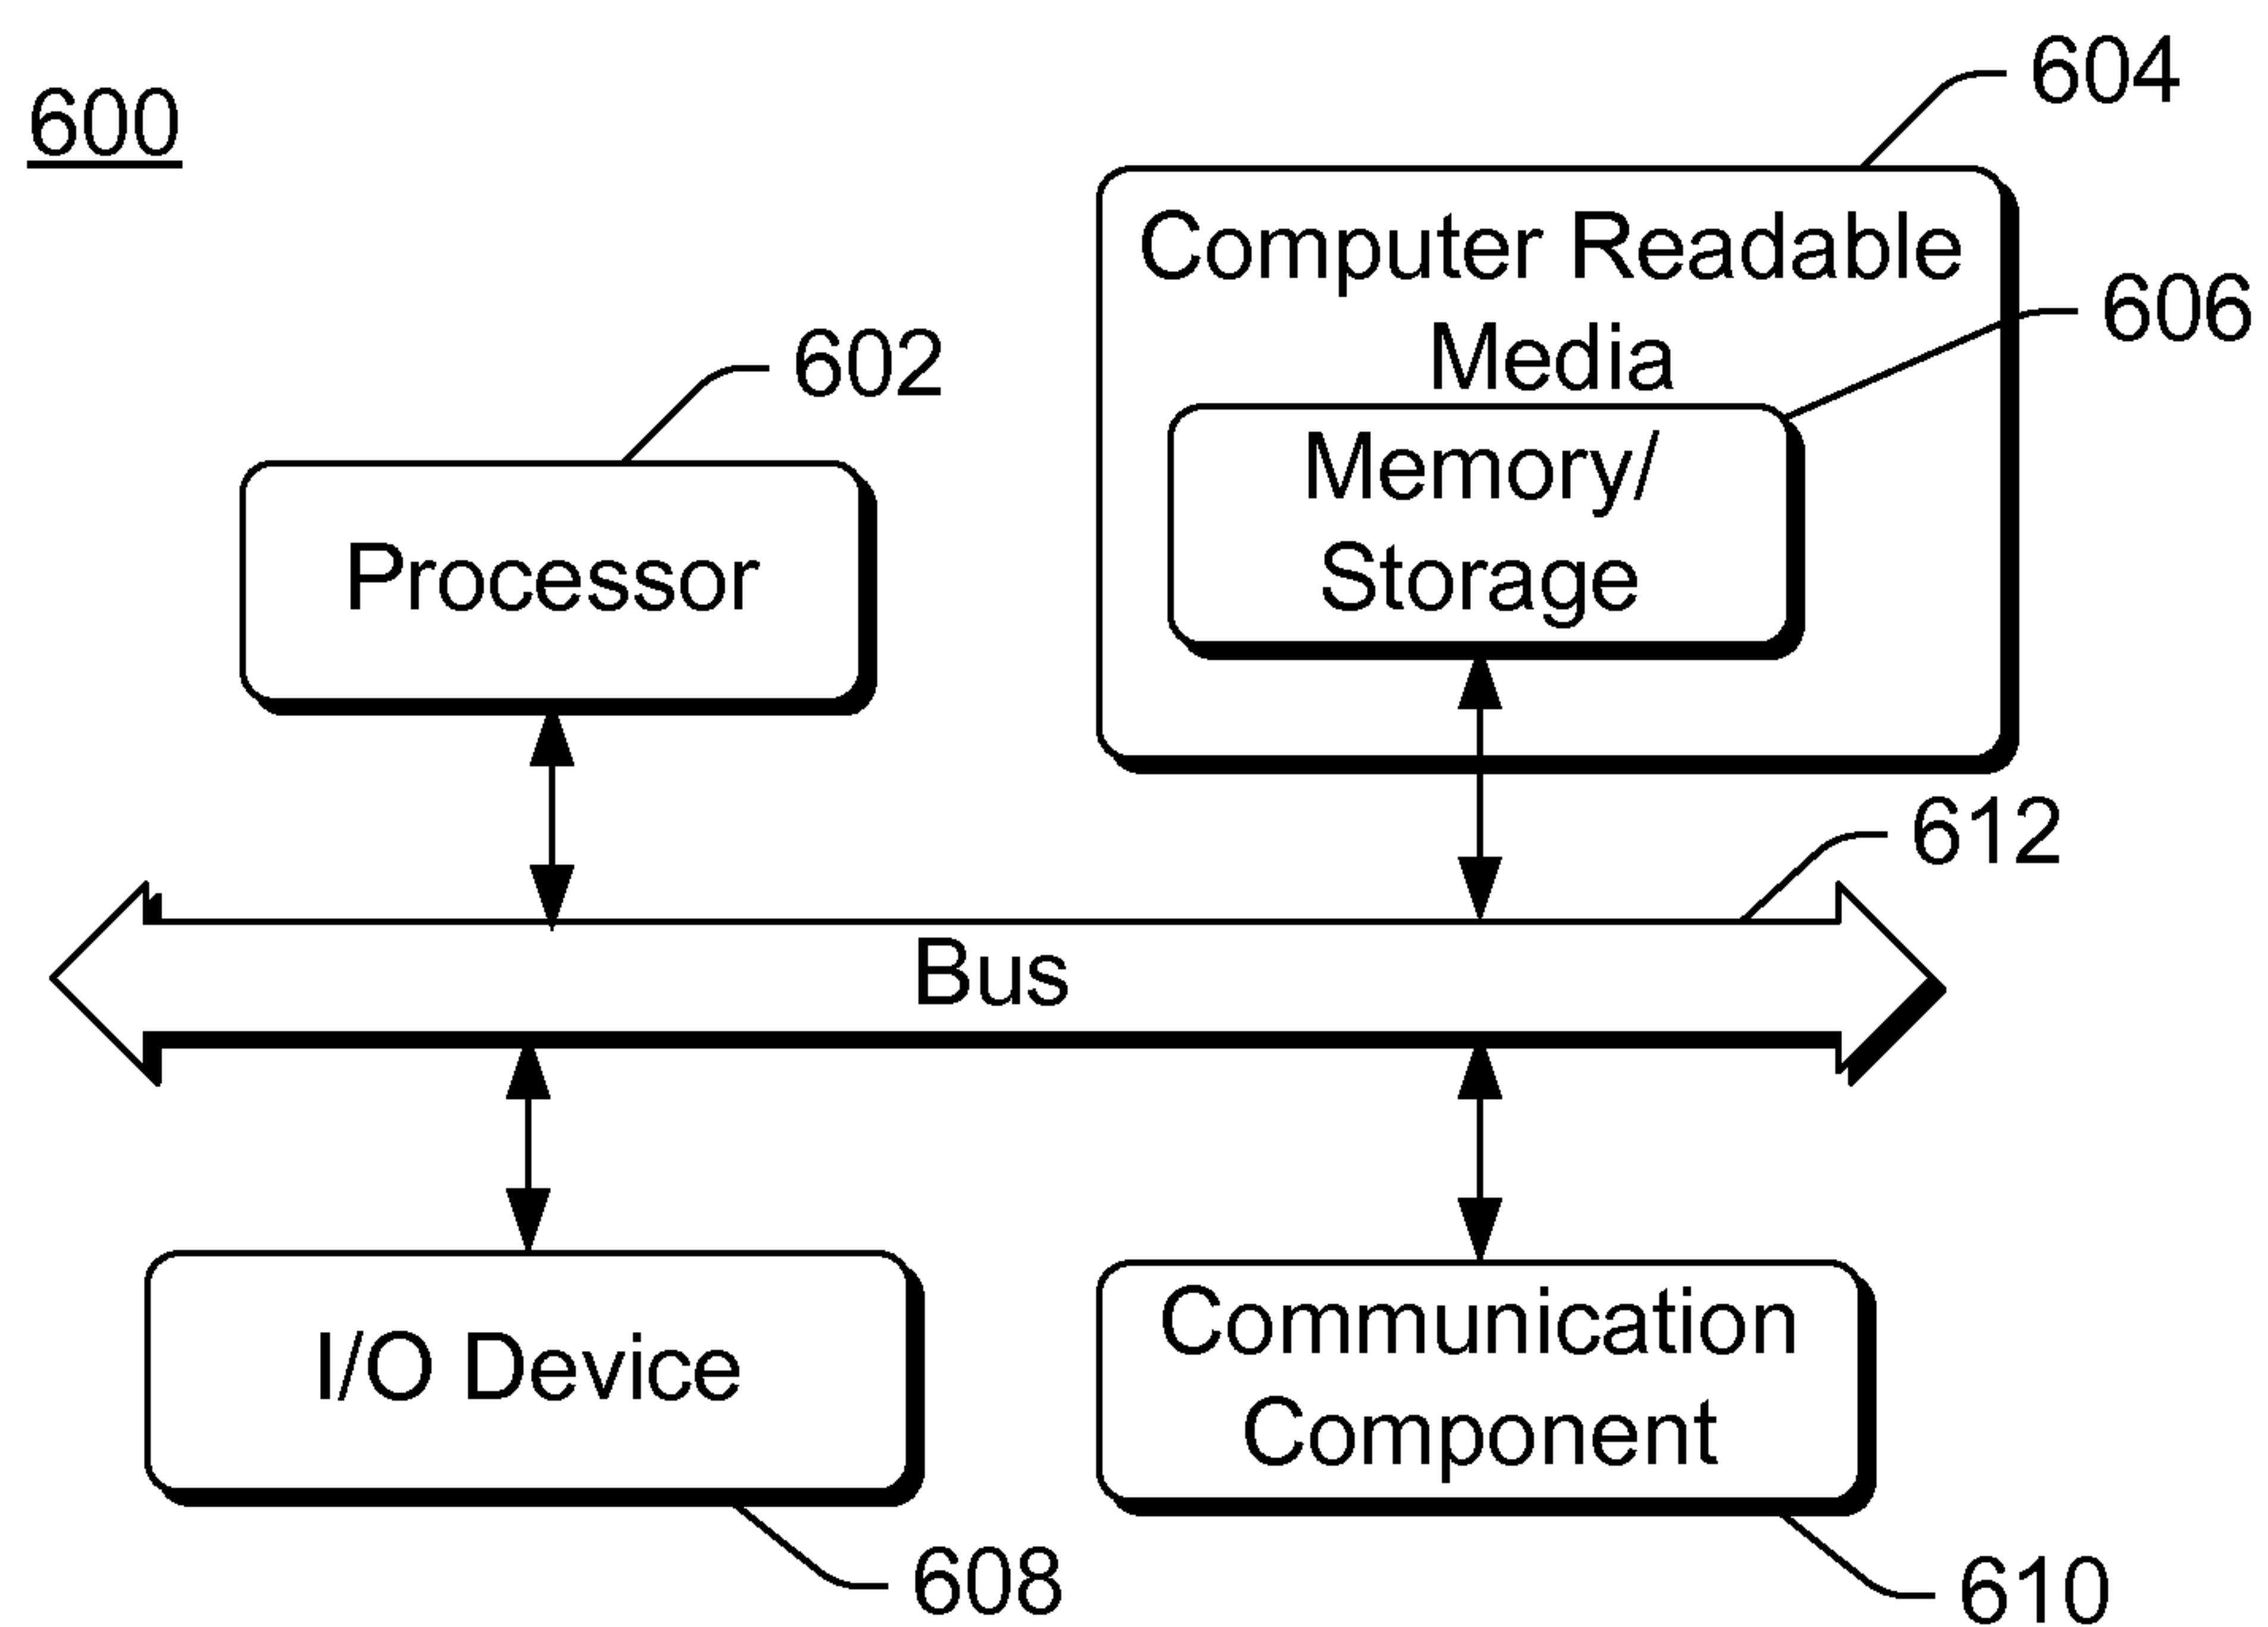 600
604
Computer Readable
Media
606
Memory/
Storage
602
Processor
612
Bus
I/O Device
608
Communication
Component
610